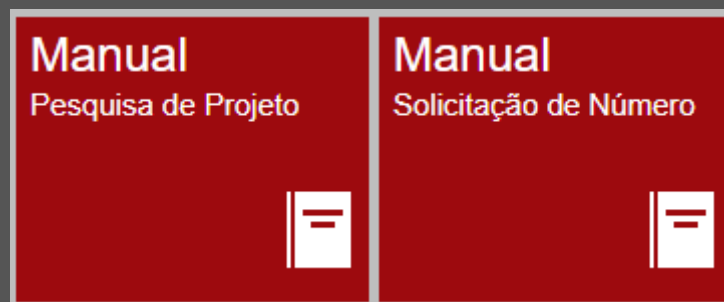 Manual
Pesquisa de Projeto
Manual
Solicitação de Número